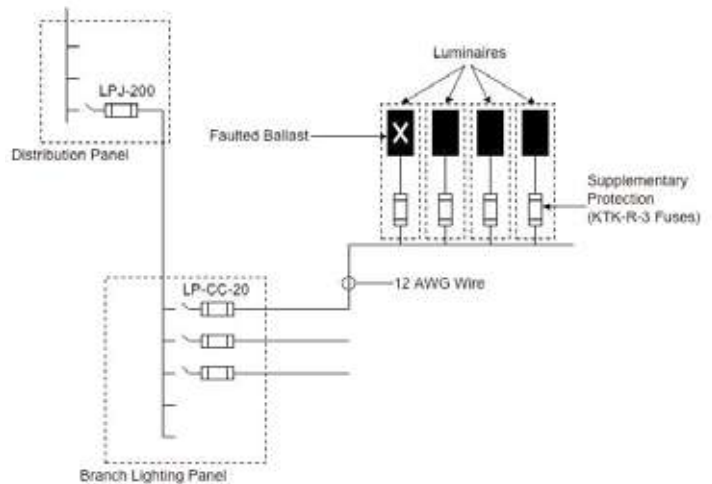 Luminaires
LPJ-200
Faulted Ballast
Distribution Panel
Supplementary
Protection
(KTK-R-3 Fuses)
LP-CC-20
12 AWG Wire
Branch Lighting Panel